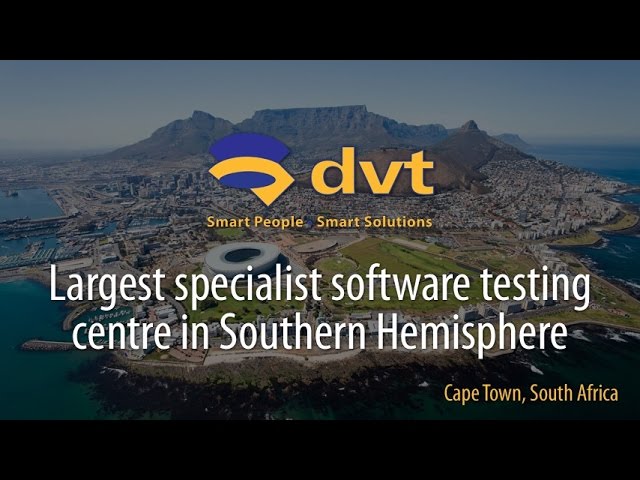 dvt
Smart People Smart Solutions
Largest specialist software testing
centre in Southern Hemisphere
Cape Town, South Africa